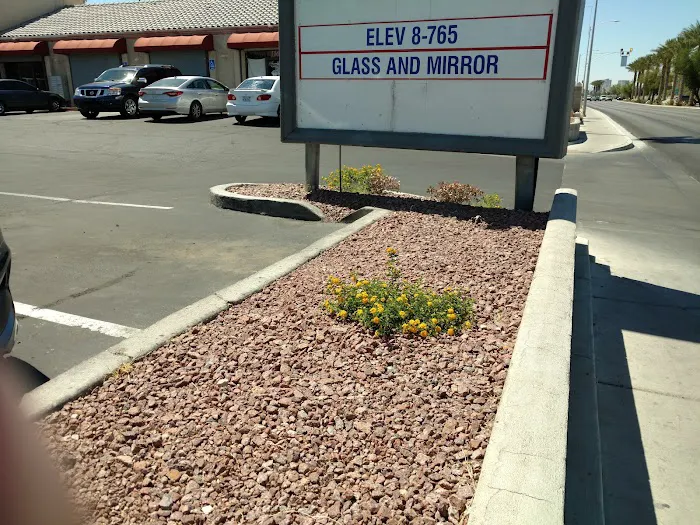 ELEV 8-765
GLASS AND MIRROR